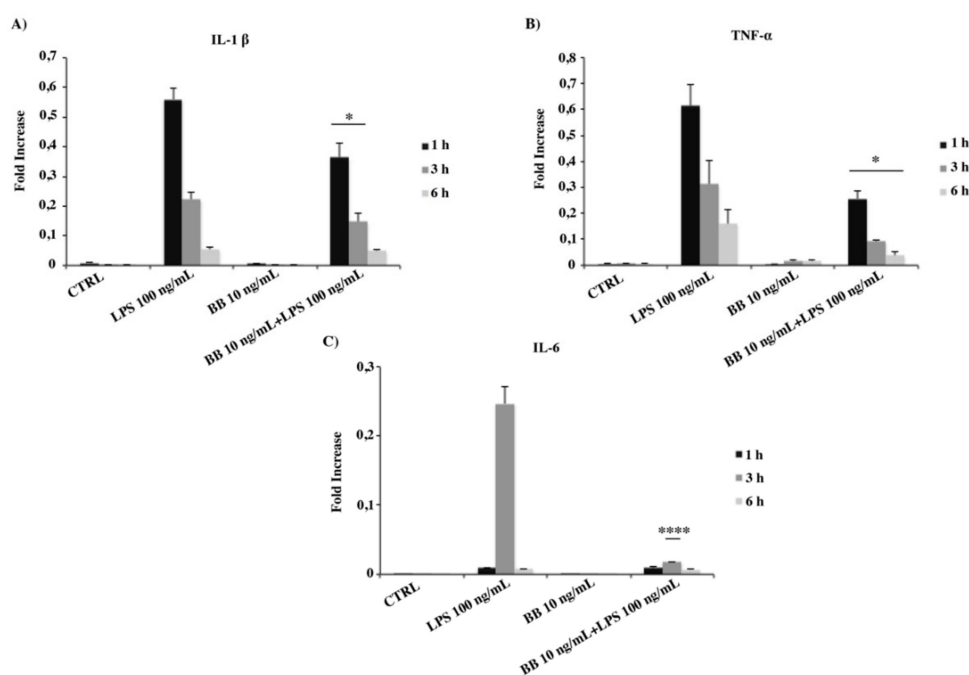 A)
IL-1 β
Fold Increase
0,7
0,6
0,5
0,4
0,3
0,2
0,1
0
*
1 h
3 h
6 h
CTRL
LPS 100 ng/mL
BB 10 ng/mL
BB 10 ng/mL+LPS 100 ng/mL
B)
TNF-α
Fold Increase
0,8
0,7
0,6
0,5
0,4
0,3
0,2
0,1
0
*
1 h
3 h
6 h
CTRL
LPS 100 ng/mL
BB 10 ng/mL
BB 10 ng/mL+LPS 100 ng/mL
C)
IL-6
Fold Increase
0,3
0,2
0,1
0
****
1 h
3 h
6 h
CTRL
LPS 100 ng/mL
BB 10 ng/mL
BB 10 ng/mL+LPS 100 ng/mL